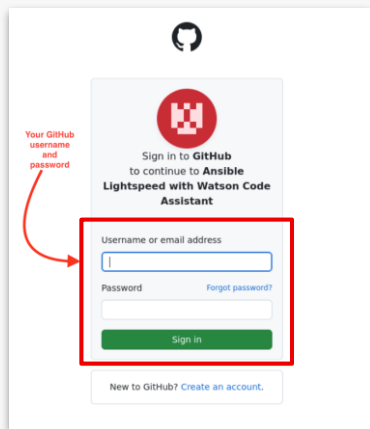 Your GitHub
username
and
password
Sign in to GitHub
to continue to Ansible
Lightspeed with Watson Code
Assistant
Username or email address
Password Forgot password?
Sign in
New to GitHub? Create an account.